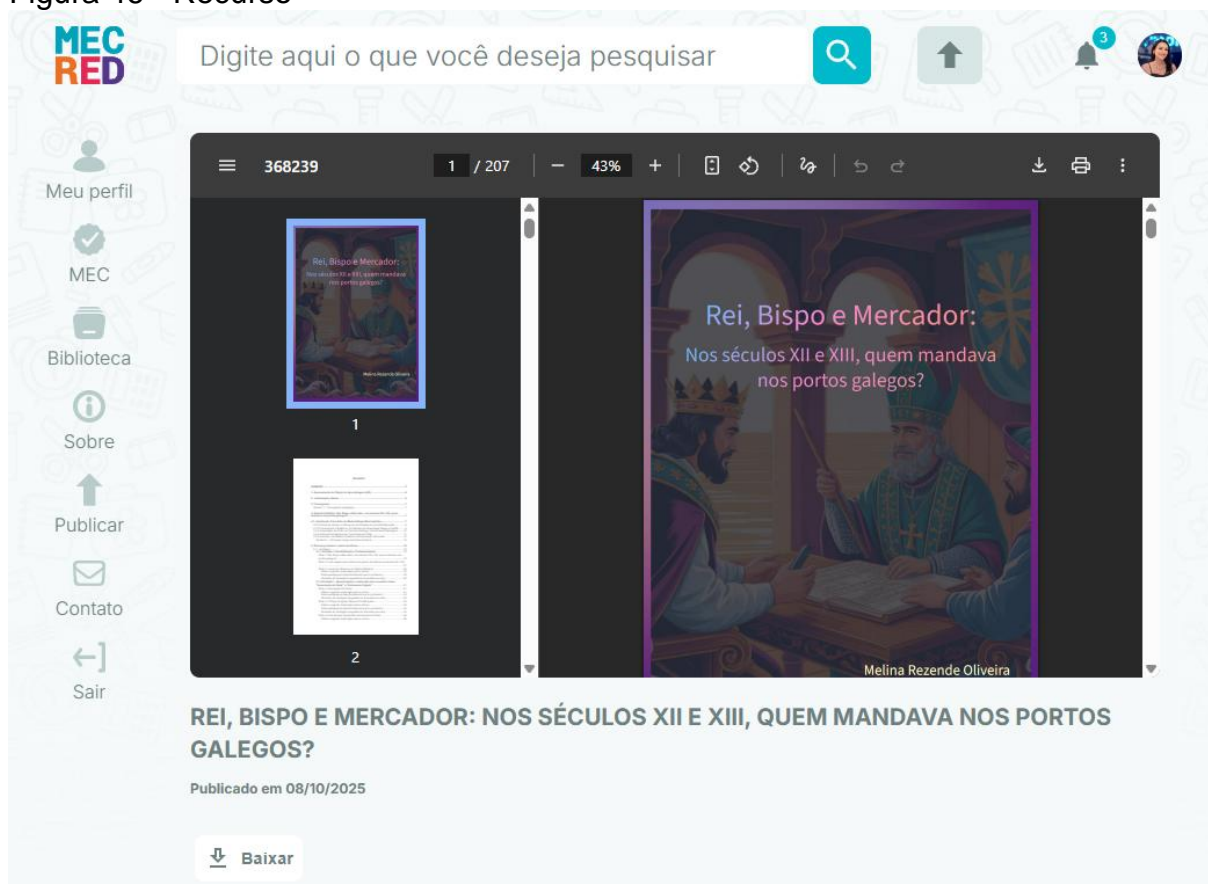 MEC
RED
Digite aqui o que você deseja pesquisar
3
Meu perfil
MEC
Biblioteca
Sobre
Publicar
Contato
Sair
368239
1 / 207
43%
Rei, Bispo e Mercador:
Nos séculos XII e XIII, quem mandava
nos portos galegos?
Melina Rezende Oliveira
1
2
Rei, Bispo e Mercador:
Nos séculos XII e XIII, quem mandava
nos portos galegos?
Melina Rezende Oliveira
REI, BISPO E MERCADOR: NOS SÉCULOS XII E XIII, QUEM MANDAVA NOS PORTOS
GALEGOS?
Publicado em 08/10/2025
Baixar